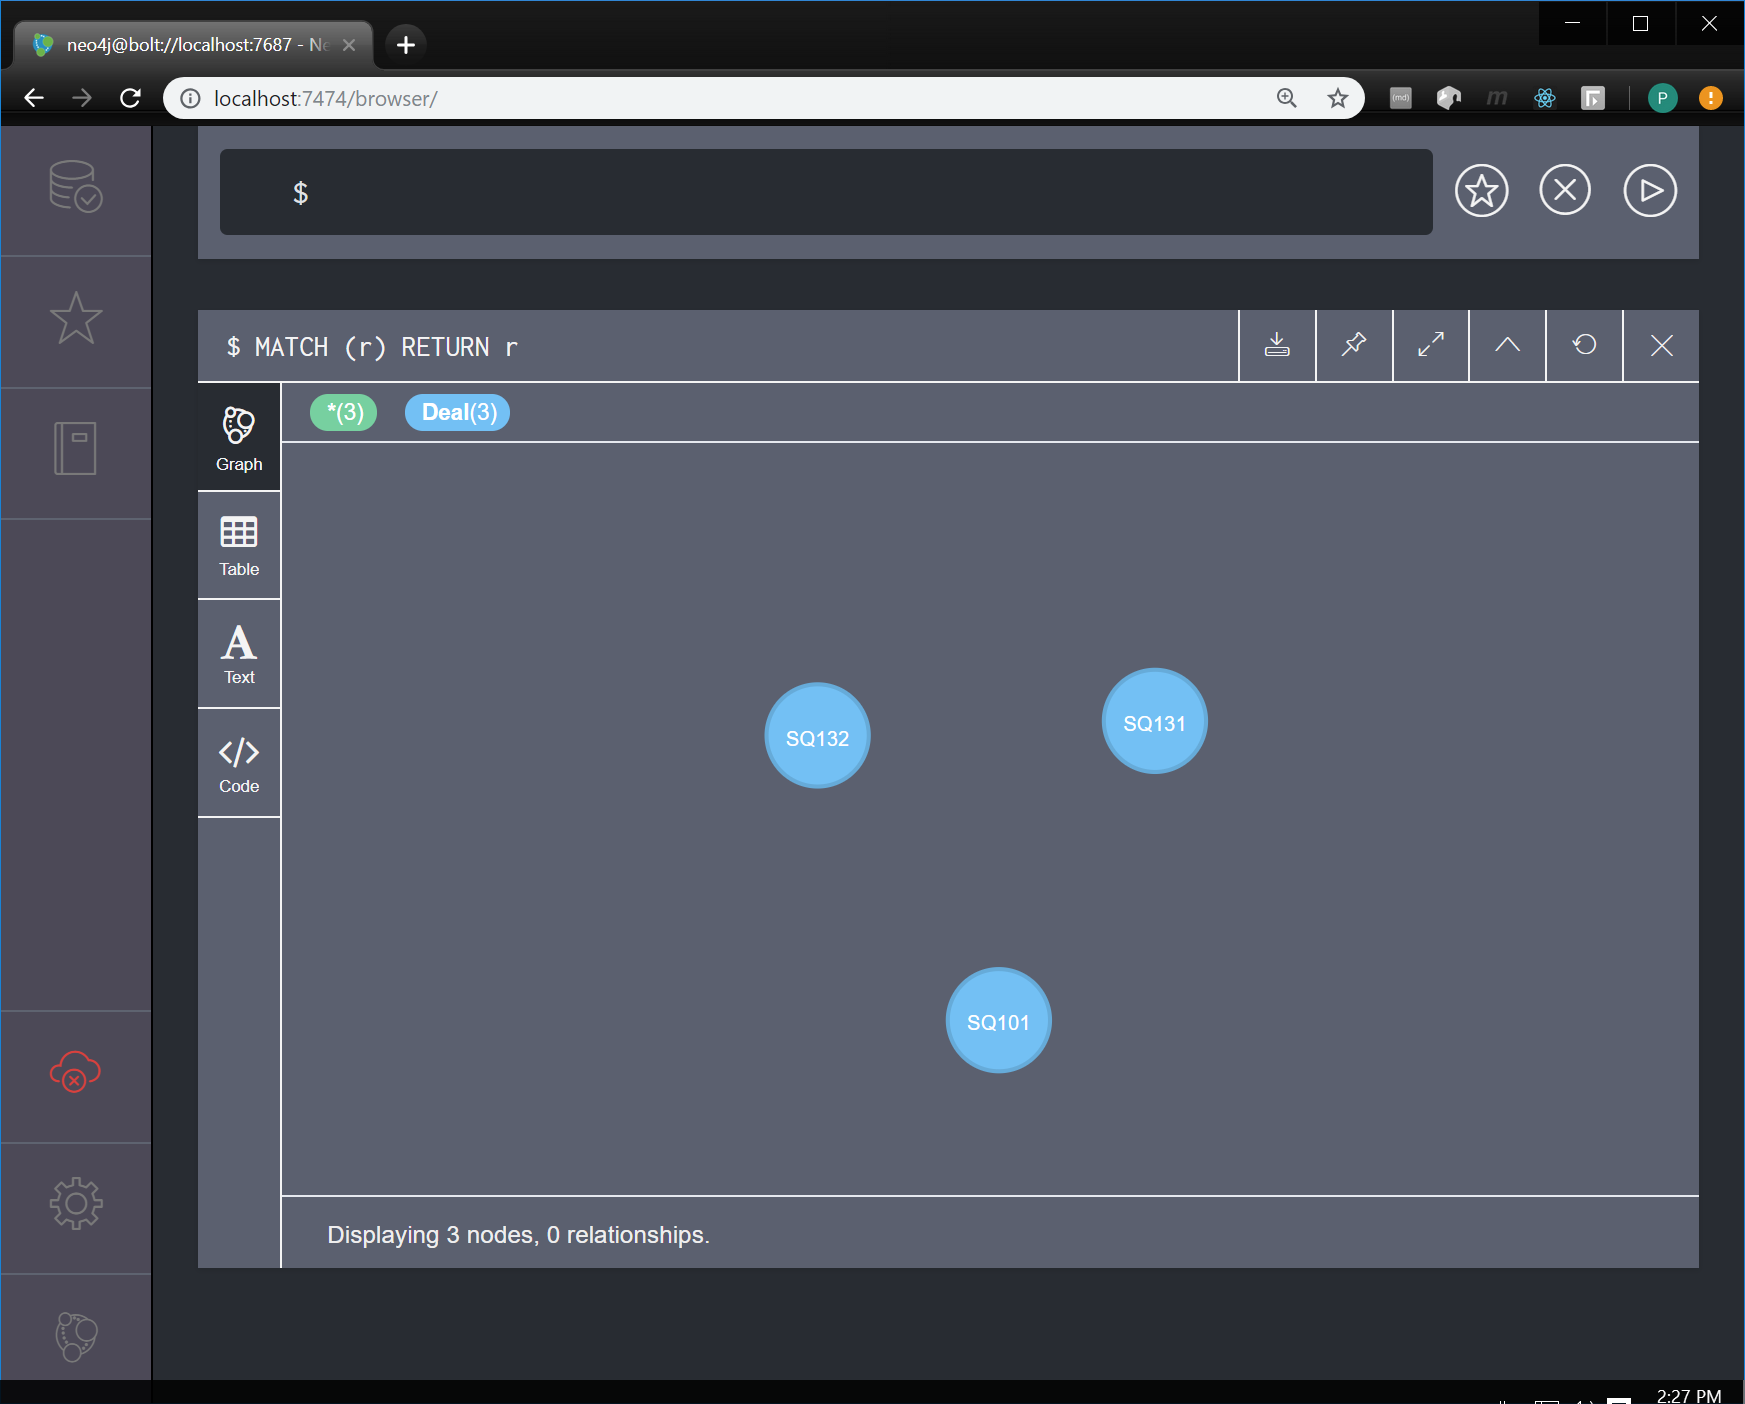 neo4j@bolt://localhost:7687 - Ne
localhost:7474/browser/
P
$
$ MATCH (r) RETURN r
*(3) Deal(3)
Graph
Table
A
Text
Code
SQ132
SQ131
SQ101
Displaying 3 nodes, 0 relationships.
2:27 PM